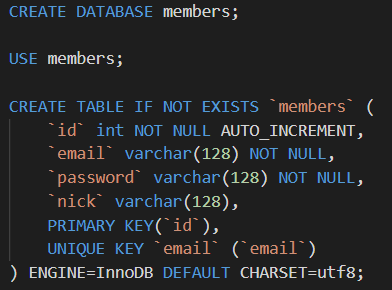 CREATE DATABASE members;
USE members;
CREATE TABLE IF NOT EXISTS `members` (
`id` int NOT NULL AUTO_INCREMENT,
`email` varchar(128) NOT NULL,
`password` varchar(128) NOT NULL,
`nick` varchar(128),
PRIMARY KEY(`id`),
UNIQUE KEY `email` (`email`)
) ENGINE=InnoDB DEFAULT CHARSET=utf8;